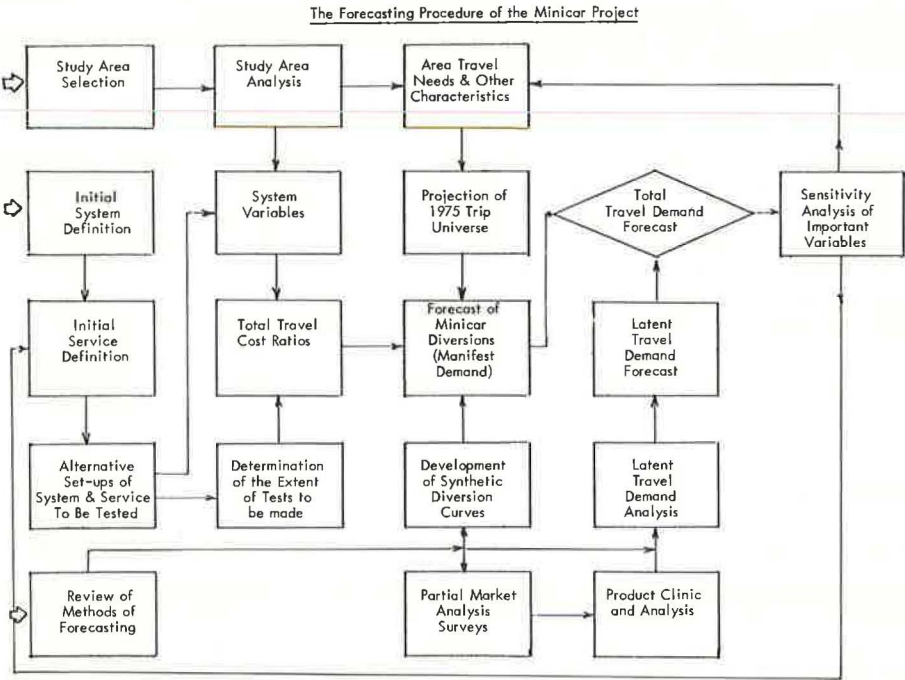 The Forecasting Procedure of the Minicar Project
Study Area
Selection
Study Area
Analysis
Area Travel
Needs & Other
Characteristics
Initial
System
Definition
System
Variables
Projection of
1975 Trip
Universe
Total
Travel Demand
Forecast
Sensitivity
Analysis of
Important
Variables
Initial
Service
Definition
Total Travel
Cost Ratios
Forecast of
Minicar
Diversions
(Manifest
Demand)
Latent
Travel
Demand
Forecast
Alternative
Set-ups of
System & Service
To Be Tested
Determination
of the Extent
of Tests to
be made
Development
of Synthetic
Diversion
Curves
Latent
Travel
Demand
Analysis
Review of
Methods of
Forecasting
Partial Market
Analysis
Surveys
Product Clinic
and Analysis